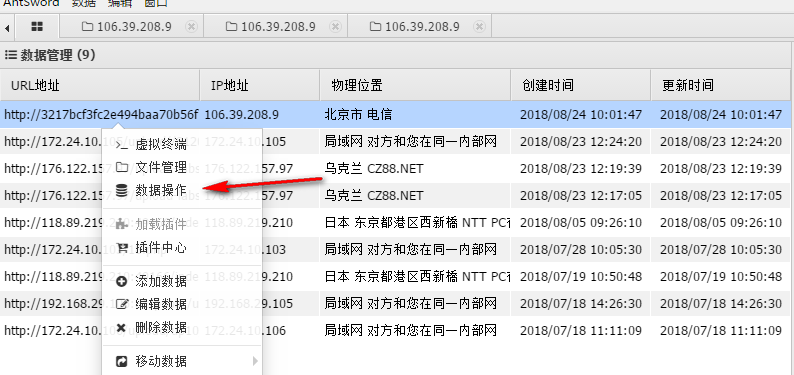 AntSword 数据 编辑 窗口
106.39.208.9 106.39.208.9 106.39.208.9
数据管理 (9)
URL地址 IP地址 物理位置 创建时间 更新时间
http://3217bcf3fc2e494baa70b56f 106.39.208.9 北京市 电信 2018/08/24 10:01:47 2018/08/24 10:01:47
http://172.24.10. .105 局域网 对方和您在同一内部网 2018/08/23 12:24:20 2018/08/23 12:24:20
http://176.122.1 157.97 乌克兰 CZ88.NET 2018/08/23 12:19:39 2018/08/23 12:19:39
http://176.122.1 157.97 乌克兰 CZ88.NET 2018/08/23 12:17:05 2018/08/23 12:17:05
http://118.89.21 118.89.219.210 日本 东京都港区西新橋 NTT PC 2018/08/05 09:26:10 2018/08/05 09:26:10
http://172.24.10. 172.24.10.103 局域网 对方和您在同一内部网 2018/07/28 10:05:30 2018/07/28 10:05:30
http://118.89.21 118.89.219.210 日本 东京都港区西新橋 NTT PC 2018/07/19 10:50:48 2018/07/19 10:50:48
http://192.168.29 192.168.29.105 局域网 对方和您在同一内部网 2018/07/18 14:26:30 2018/07/18 14:26:30
http://172.24.10. 172.24.10.106 局域网 对方和您在同一内部网 2018/07/18 11:11:09 2018/07/18 11:11:09
虚拟终端
文件管理
数据操作
加载插件
插件中心
添加数据
编辑数据
删除数据
移动数据